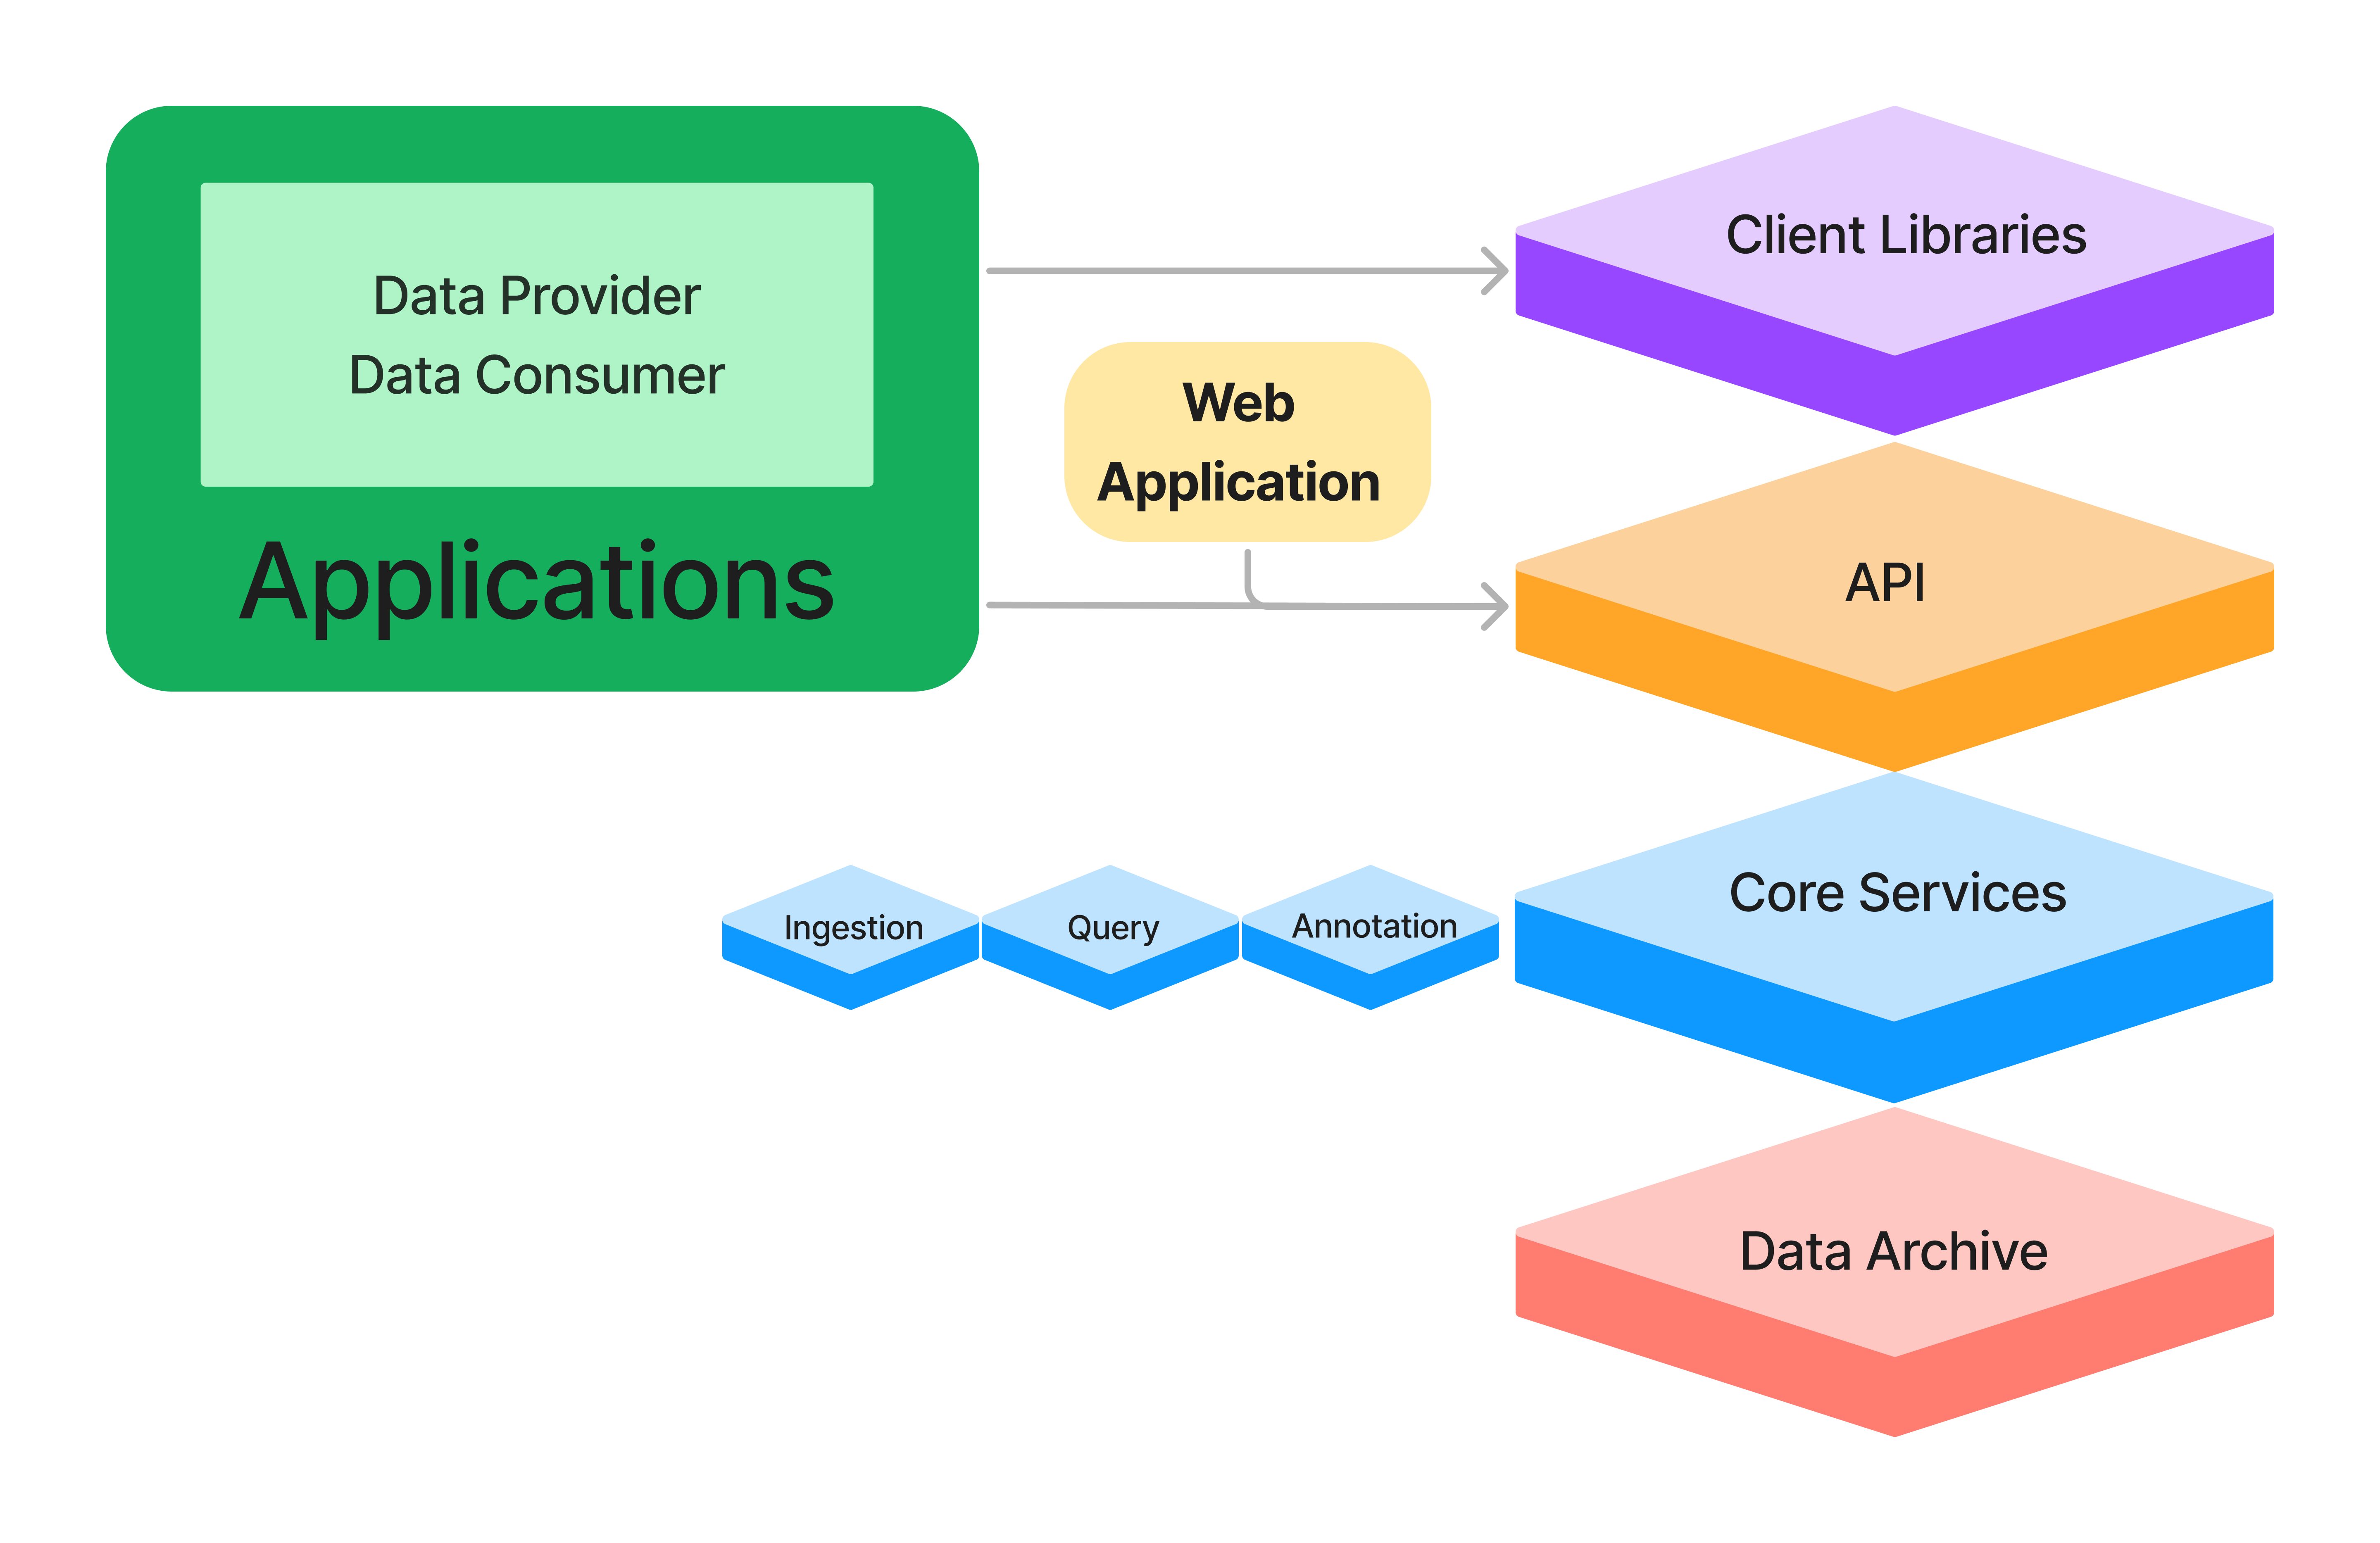 Data Provider
Data Consumer
Applications
Web
Application
Client Libraries
API
Core Services
Ingestion
Query
Annotation
Data Archive